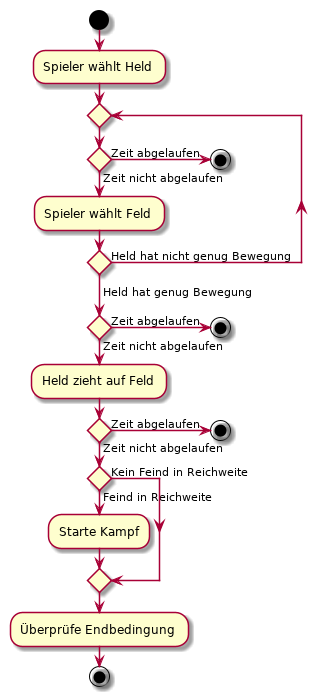 Spieler wählt Held
Zeit abgelaufen
Zeit nicht abgelaufen
Spieler wählt Feld
Held hat nicht genug Bewegung
Held hat genug Bewegung
Zeit abgelaufen
Zeit nicht abgelaufen
Held zieht auf Feld
Zeit abgelaufen
Zeit nicht abgelaufen
Kein Feind in Reichweite
Feind in Reichweite
Starte Kampf
Überprüfe Endbedingung